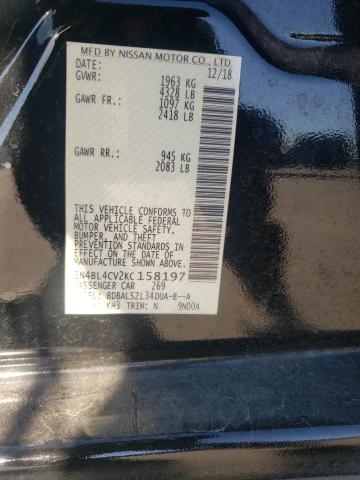 MFD BY NISSAN MOTOR CO., LTD.
DATE: 12/18
GVWR: 1963 KG
4328 LB
GAWR FR.: 1097 KG
2418 LB
GAWR RR.: 945 KG
2083 LB
THIS VEHICLE CONFORMS TO ALL
APPLICABLE FEDERAL
MOTOR VEHICLE SAFETY,
BUMPER, AND THEFT
PREVENTION STANDARDS
IN EFFECT ON THE DATE OF
MANUFACTURE SHOWN ABOVE.
1N4BL4CV2KC158197
PASSENGER CAR 269
BDBALSZL34DUA-B--A
KH3 TRIM: N 9N00A